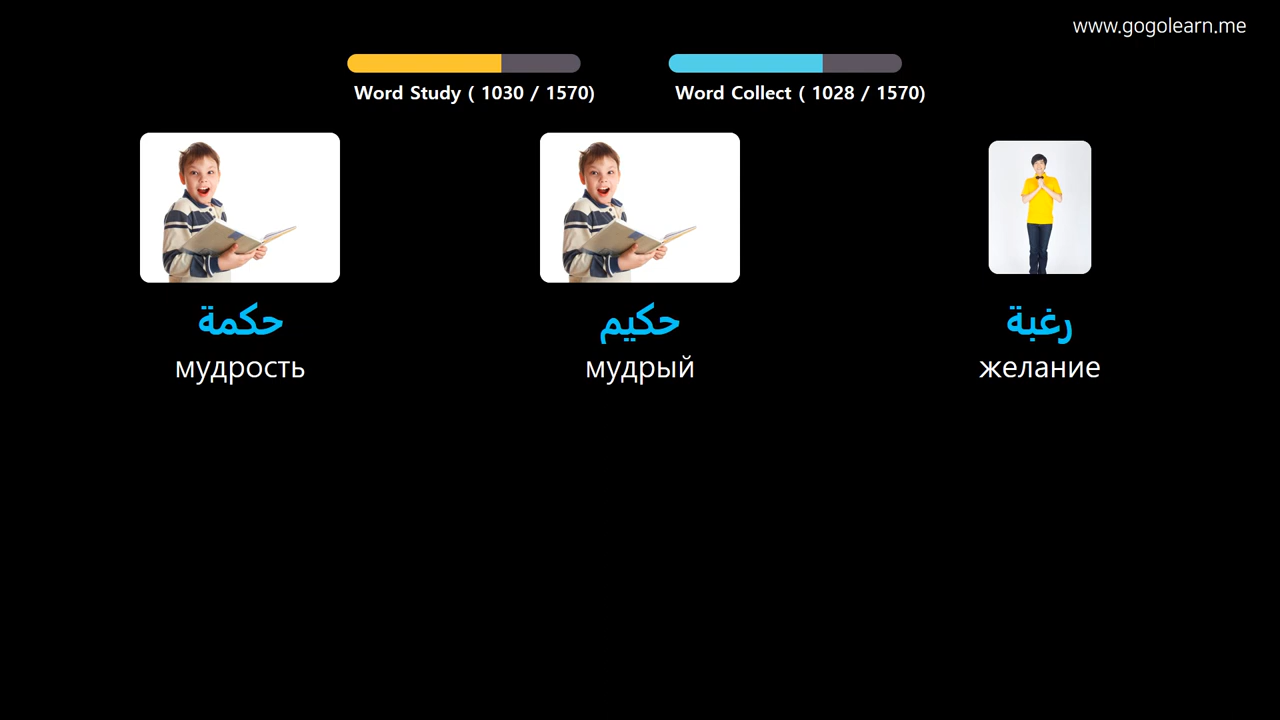 www.gogolearn.me
Word Study ( 1030 / 1570)
Word Collect ( 1028 / 1570)
حكمة
мудрость
حكيم
мудрый
رغبة
желание